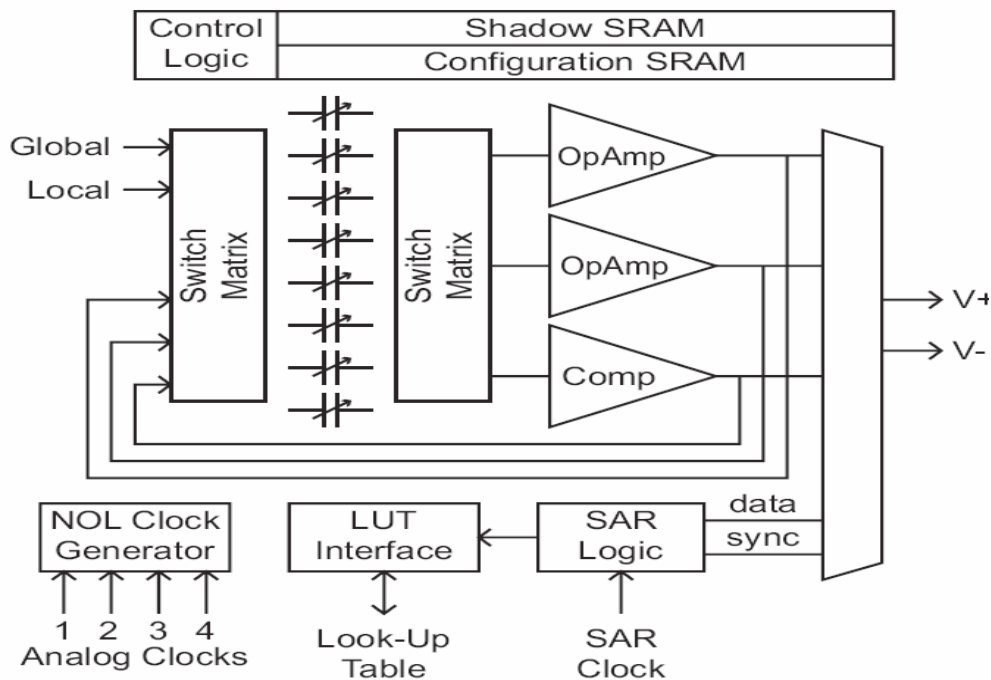 Control
Logic
Shadow SRAM
Configuration SRAM
Global
Local
Switch
Matrix
Switch
Matrix
OpAmp
OpAmp
Comp
V+
V-
NOL Clock
Generator
1 2 3 4
Analog Clocks
LUT
Interface
Look-Up
Table
SAR
Logic
SAR
Clock
data
sync